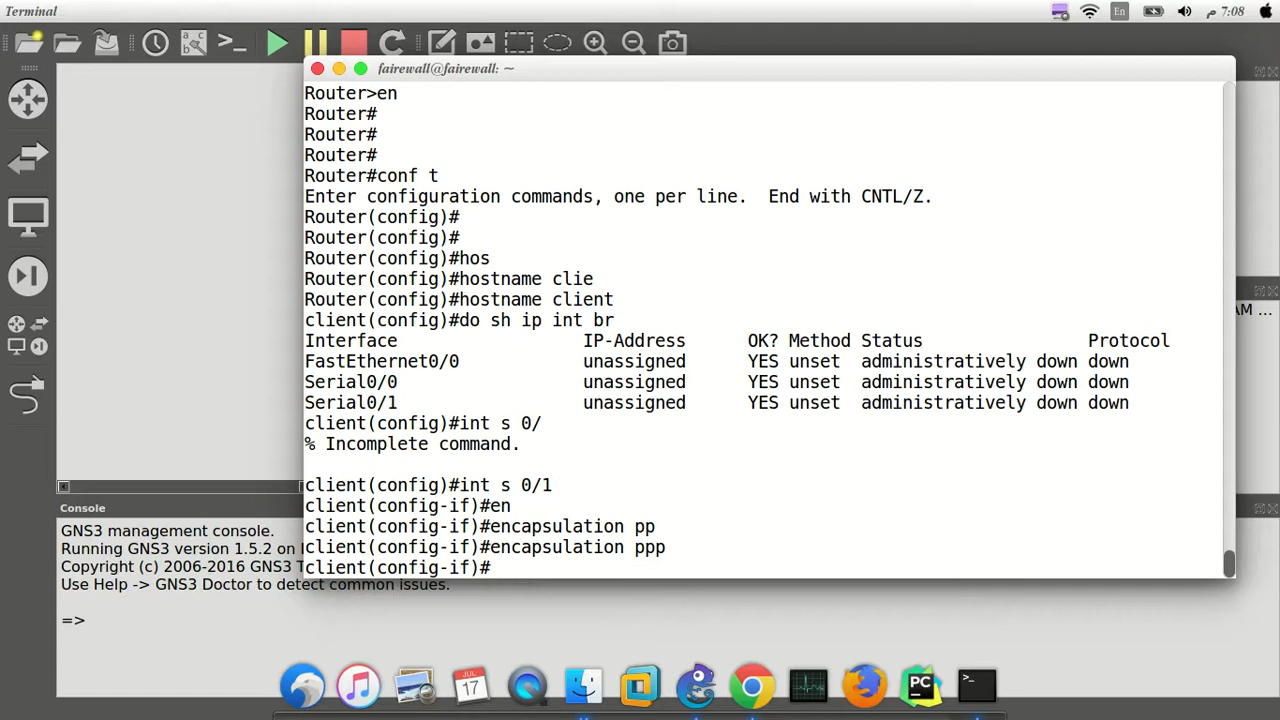 Terminal
En
م 7:08
fairewall@fairewall: ~
Router>en
Router#
Router#
Router#
Router#conf t
Enter configuration commands, one per line.  End with CNTL/Z.
Router(config)#
Router(config)#
Router(config)#hos
Router(config)#hostname clie
Router(config)#hostname client
client(config)#do sh ip int br
Interface                  IP-Address      OK? Method Status                Protocol
FastEthernet0/0            unassigned      YES unset  administratively down down
Serial0/0                  unassigned      YES unset  administratively down down
Serial0/1                  unassigned      YES unset  administratively down down
client(config)#int s 0/
% Incomplete command.
client(config)#int s 0/1
client(config-if)#en
client(config-if)#encapsulation pp
client(config-if)#encapsulation ppp
client(config-if)#
AM ...
Console
GNS3 management console.
Running GNS3 version 1.5.2 on
Copyright (c) 2006-2016 GNS3
Use Help -> GNS3 Doctor to detect common issues.
=>
JUL
17
PC